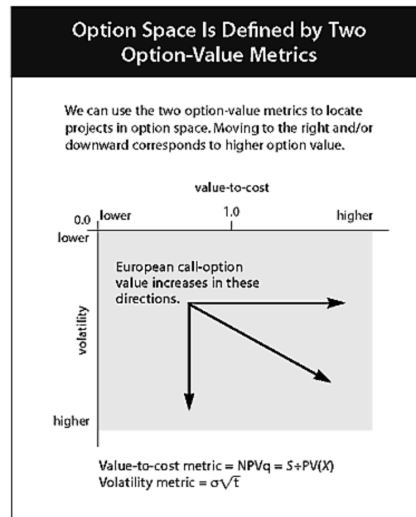 Option Space Is Defined by Two
Option-Value Metrics
We can use the two option-value metrics to locate
projects in option space. Moving to the right and/or
downward corresponds to higher option value.
value-to-cost
0.0 lower 1.0 higher
lower
European call-option
value increases in these
directions.
volatility
higher
Value-to-cost metric = NPVq = S÷PV(X)
Volatility metric = σ√t